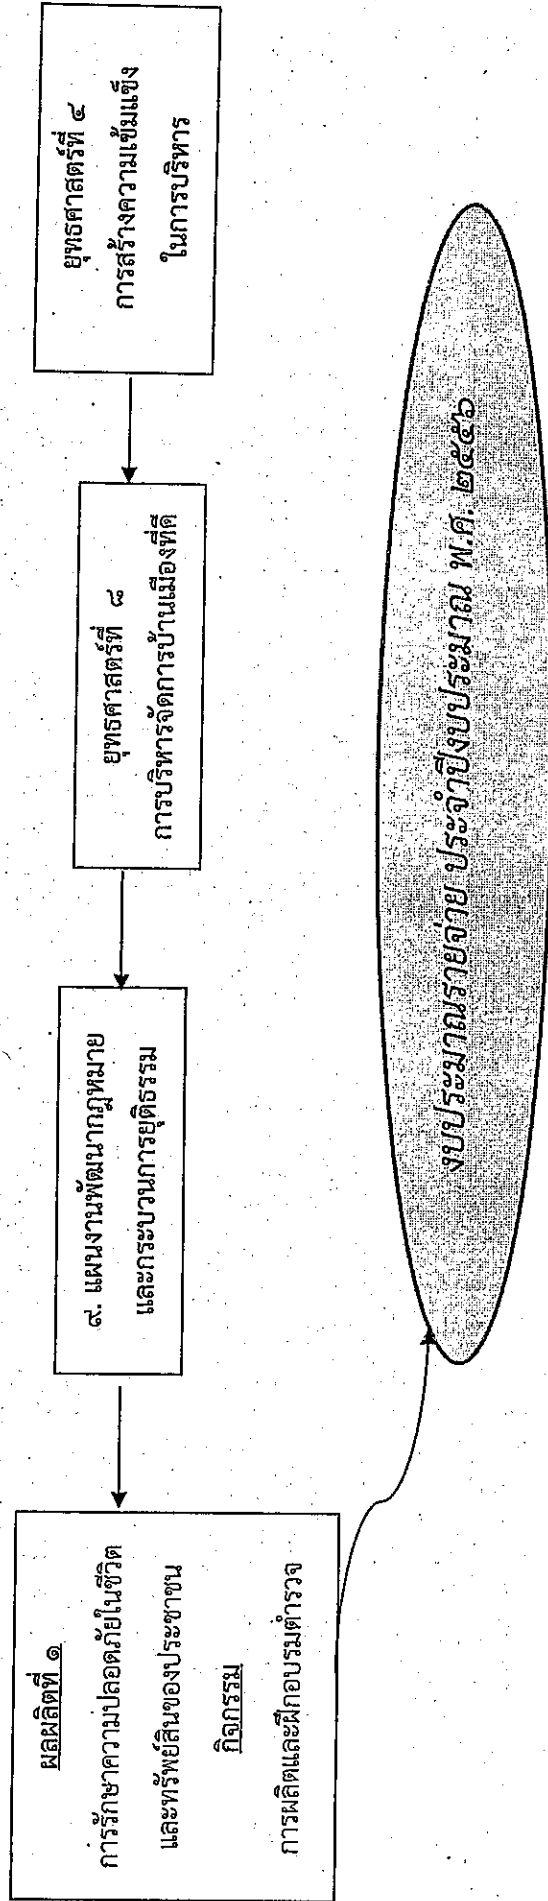 ยุทธศาสตร์ที่ ๔
การสร้างความเข้มแข็ง
ในการบริหาร
ยุทธศาสตร์ที่ ๘
การบริหารจัดการบ้านเมืองที่ดี
๙. แผนงานพัฒนากฎหมาย
และกระบวนการยุติธรรม
ผลผลิตที่ ๑
การรักษาความปลอดภัยในชีวิต
และทรัพย์สินของประชาชน
กิจกรรม
การผลิตและฝึกอบรมตำรวจ
งบประมาณรายจ่าย ประจำปีงบประมาณ พ.ศ. ๒๕๕๖